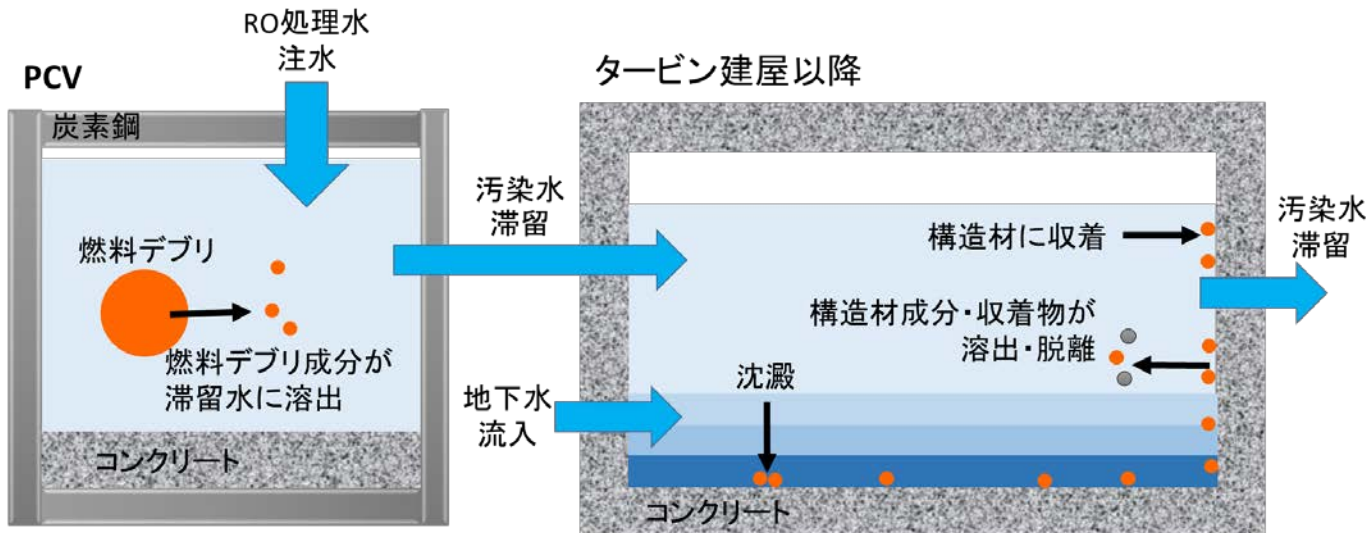 RO処理水
注水
PCV
炭素鋼
燃料デブリ
燃料デブリ成分が
滞留水に溶出
コンクリート
汚染水
滞留
地下水
流入
タービン建屋以降
構造材に収着
構造材成分・収着物が
溶出・脱離
沈澱
コンクリート
汚染水
滞留